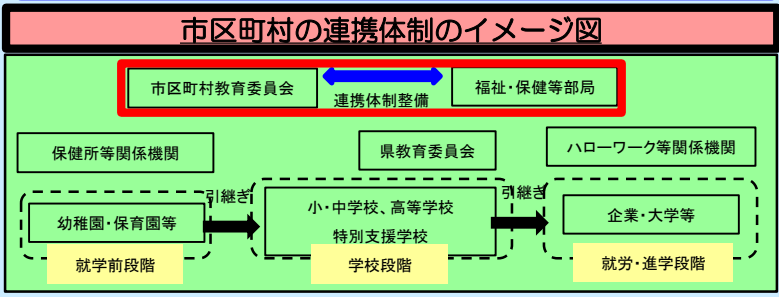 市区町村の連携体制のイメージ図
市区町村教育委員会
福祉・保健等部局
連携体制整備
保健所等関係機関
県教育委員会
ハローワーク等関係機関
引継ぎ
引継ぎ
幼稚園・保育園等
小・中学校、高等学校
特別支援学校
企業・大学等
就学前段階
学校段階
就労・進学段階